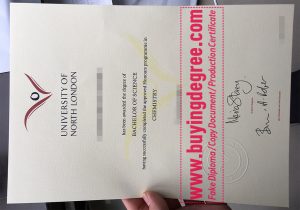 UNIVERSITY OF
NORTH LONDON
has been awarded the degree of
BACHELOR OF SCIENCE
having successfully completed the approved Honours programme in
CHEMISTRY
www.buyingdegree.com
Fake Diploma / Copy Document / Production Certificate